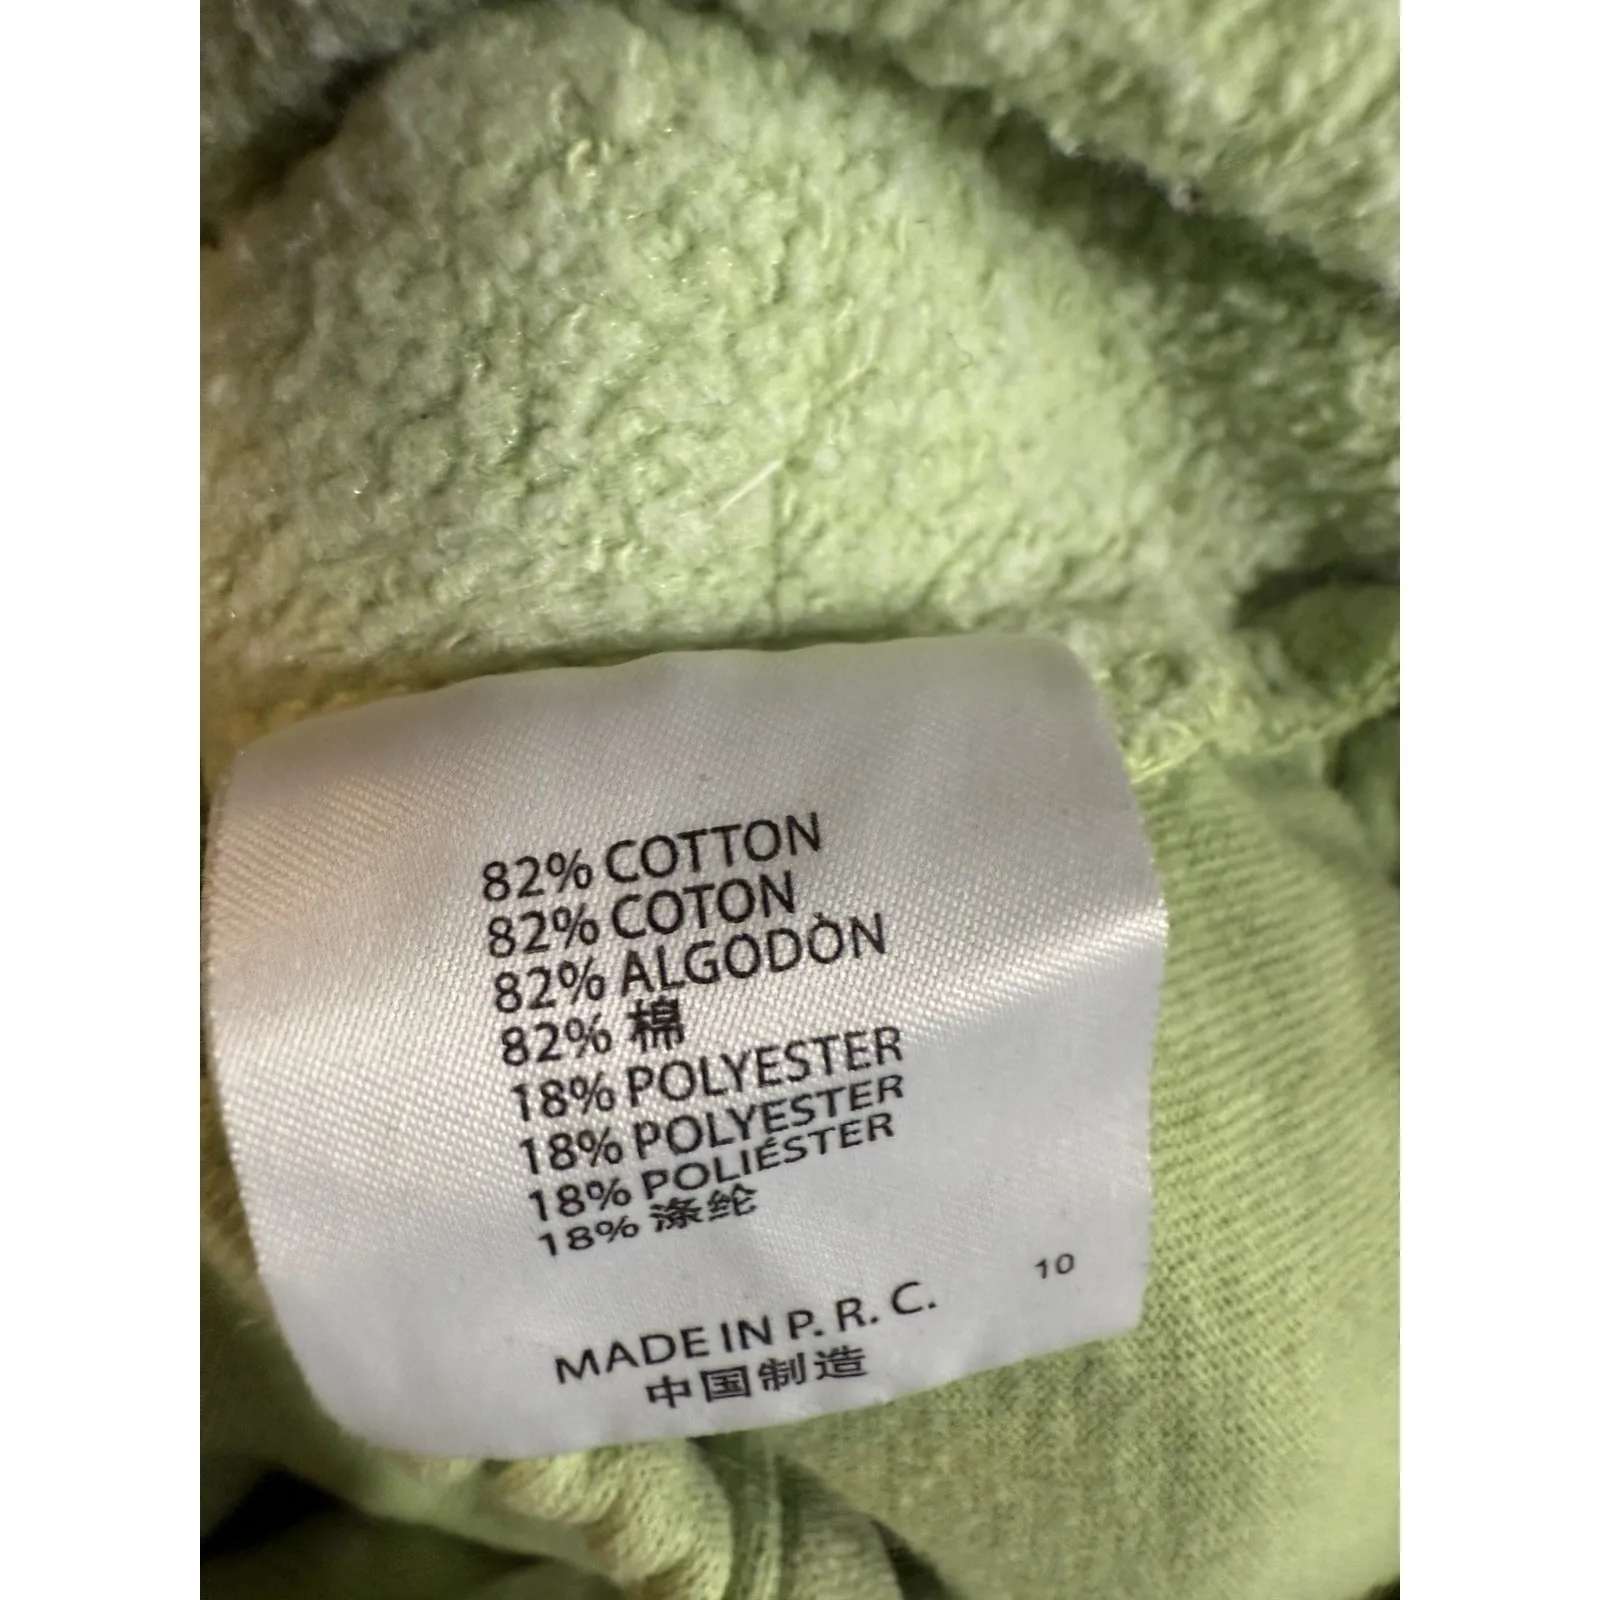 82% COTTON
82% COTON
82% ALGODÒN
82% 棉
18% POLYESTER
18% POLYESTER
18% POLIÉSTER
18% 涤纶
10
MADE IN P. R. C.
中国制造